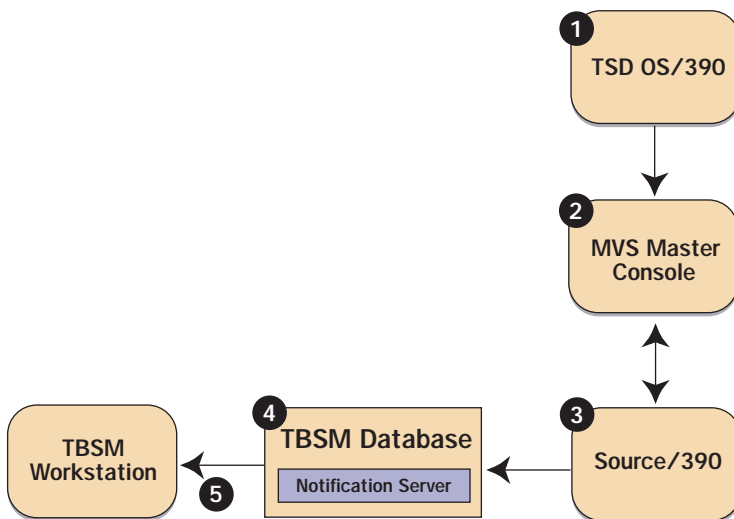 1
TSD OS/390
2
MVS Master
Console
3
Source/390
4
TBSM Database
Notification Server
5
TBSM
Workstation